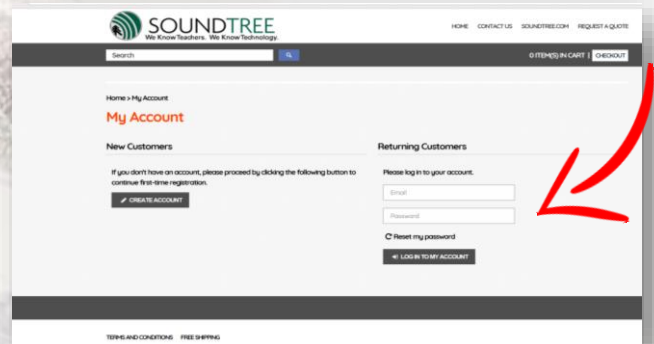 SOUNDTREE
We Know Teachers. We Know Technology.
HOME CONTACT US SOUNDTREE.COM REQUEST A QUOTE
Search
0 ITEM(S) IN CART | CHECKOUT
Home > My Account
My Account
New Customers
If you don't have an account, please proceed by clicking the following button to
continue first-time registration.
CREATE ACCOUNT
Returning Customers
Please log in to your account.
Email
Password
Reset my password
LOG IN TO MY ACCOUNT
TERMS AND CONDITIONS FREE SHIPPING